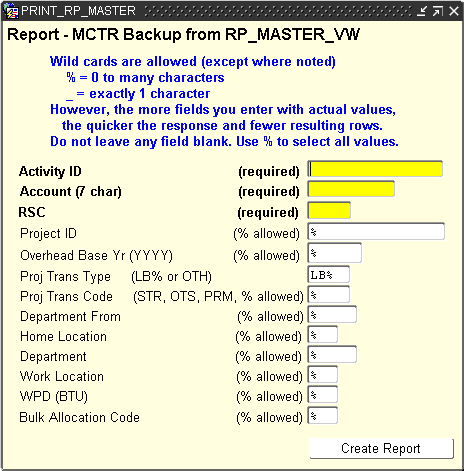 PRINT_RP_MASTER
Report - MCTR Backup from RP_MASTER_VW
Wild cards are allowed (except where noted)
% = 0 to many characters
_ = exactly 1 character
However, the more fields you enter with actual values,
the quicker the response and fewer resulting rows.
Do not leave any field blank. Use % to select all values.
Activity ID (required)
Account (7 char) (required)
RSC (required)
Project ID (% allowed) %
Overhead Base Yr (YYYY) (% allowed) %
Proj Trans Type (LB% or OTH) LB%
Proj Trans Code (STR, OTS, PRM, % allowed) %
Department From (% allowed) %
Home Location (% allowed) %
Department (% allowed) %
Work Location (% allowed) %
WPD (BTU) (% allowed) %
Bulk Allocation Code (% allowed) %
Create Report